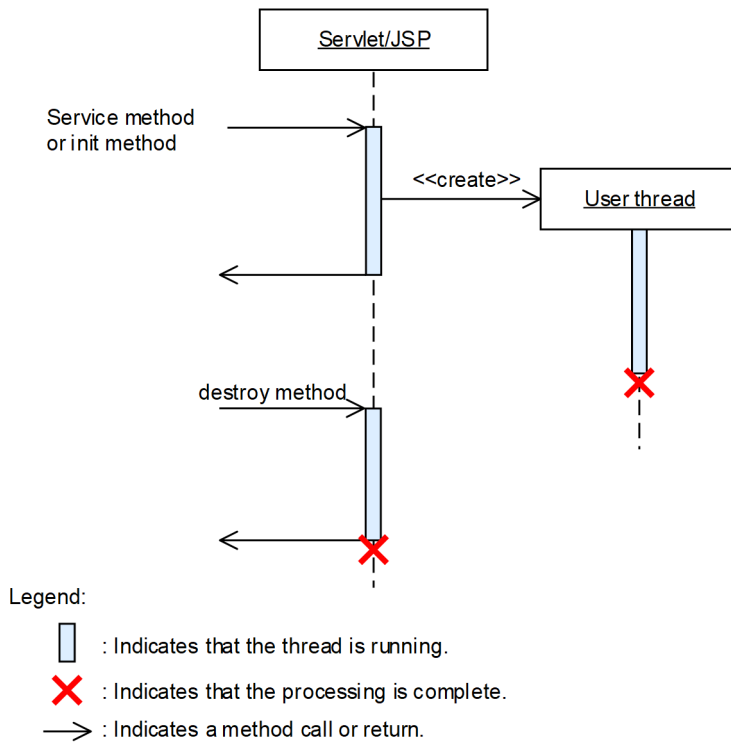 Servlet/JSP
Service method
or init method
<<create>>
User thread
destroy method
Legend:
: Indicates that the thread is running.
: Indicates that the processing is complete.
: Indicates a method call or return.